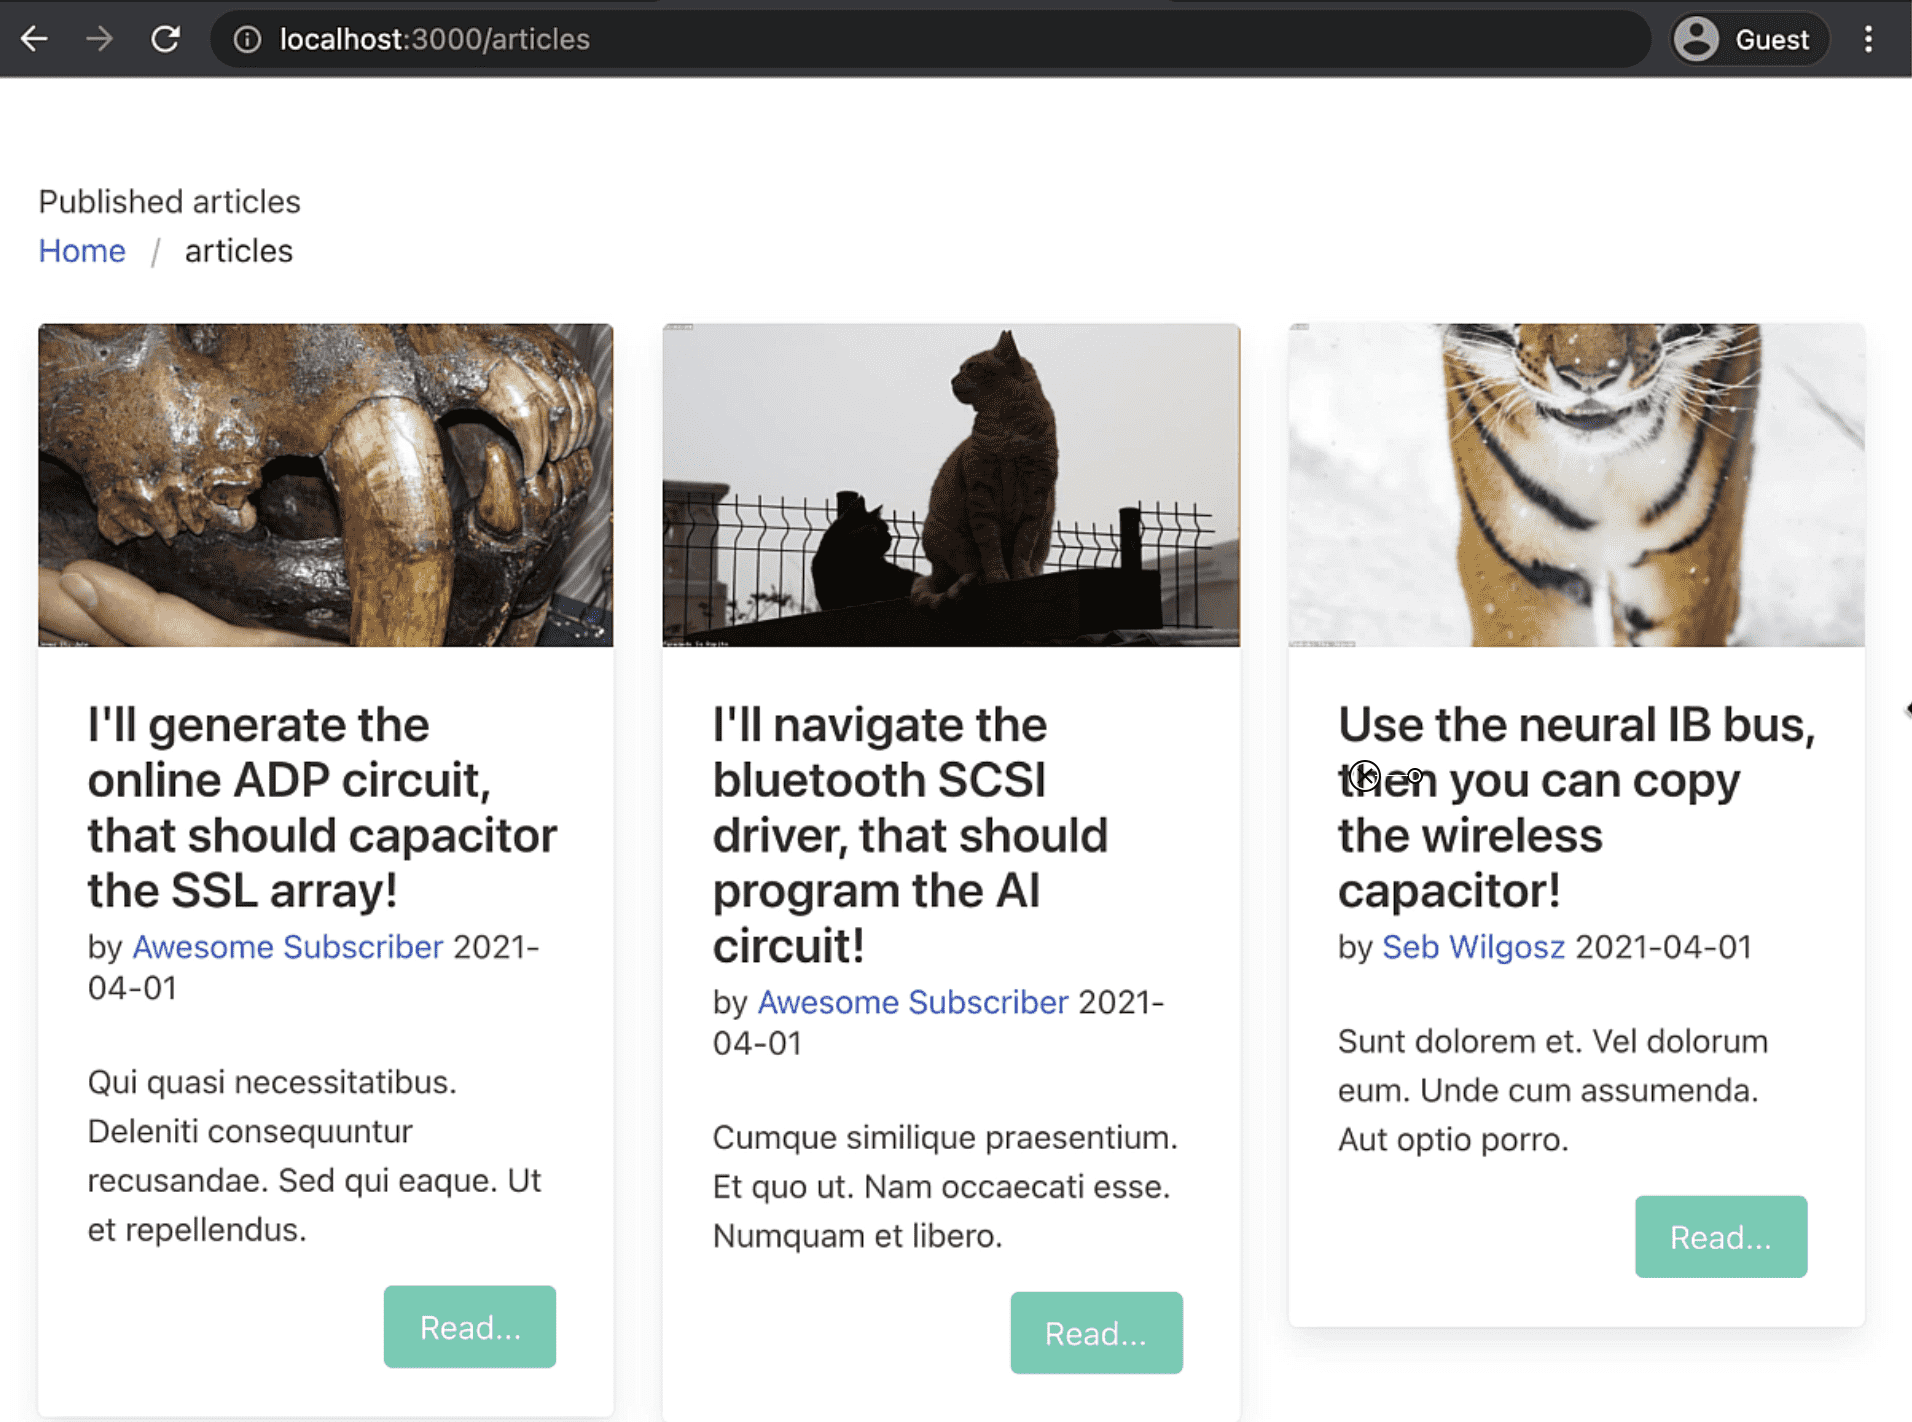 localhost:3000/articles
Guest
Published articles
Home / articles
I'll generate the
online ADP circuit,
that should capacitor
the SSL array!
by Awesome Subscriber 2021-
04-01
Qui quasi necessitatibus.
Deleniti consequuntur
recusandae. Sed qui eaque. Ut
et repellendus.
Read...
I'll navigate the
bluetooth SCSI
driver, that should
program the AI
circuit!
by Awesome Subscriber 2021-
04-01
Cumque similique praesentium.
Et quo ut. Nam occaecati esse.
Numquam et libero.
Read...
Use the neural IB bus,
then you can copy
the wireless
capacitor!
by Seb Wilgosz 2021-04-01
Sunt dolorem et. Vel dolorum
eum. Unde cum assumenda.
Aut optio porro.
Read...